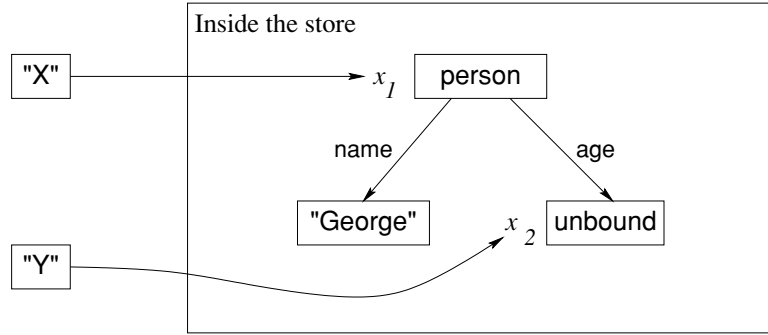 Inside the store
"X"
x1
person
name
age
"George"
x2
unbound
"Y"